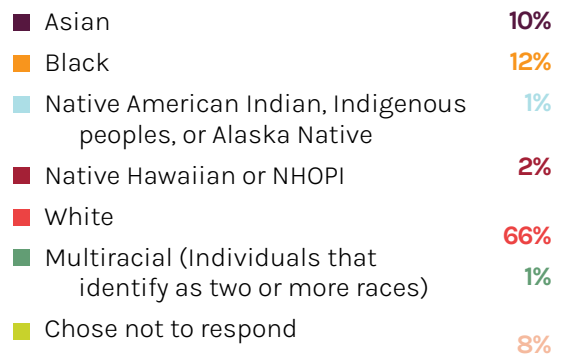 Asian 10%
Black 12%
Native American Indian, Indigenous 1%
peoples, or Alaska Native
Native Hawaiian or NHOPI 2%
White 66%
Multiracial (Individuals that 1%
identify as two or more races)
Chose not to respond 8%